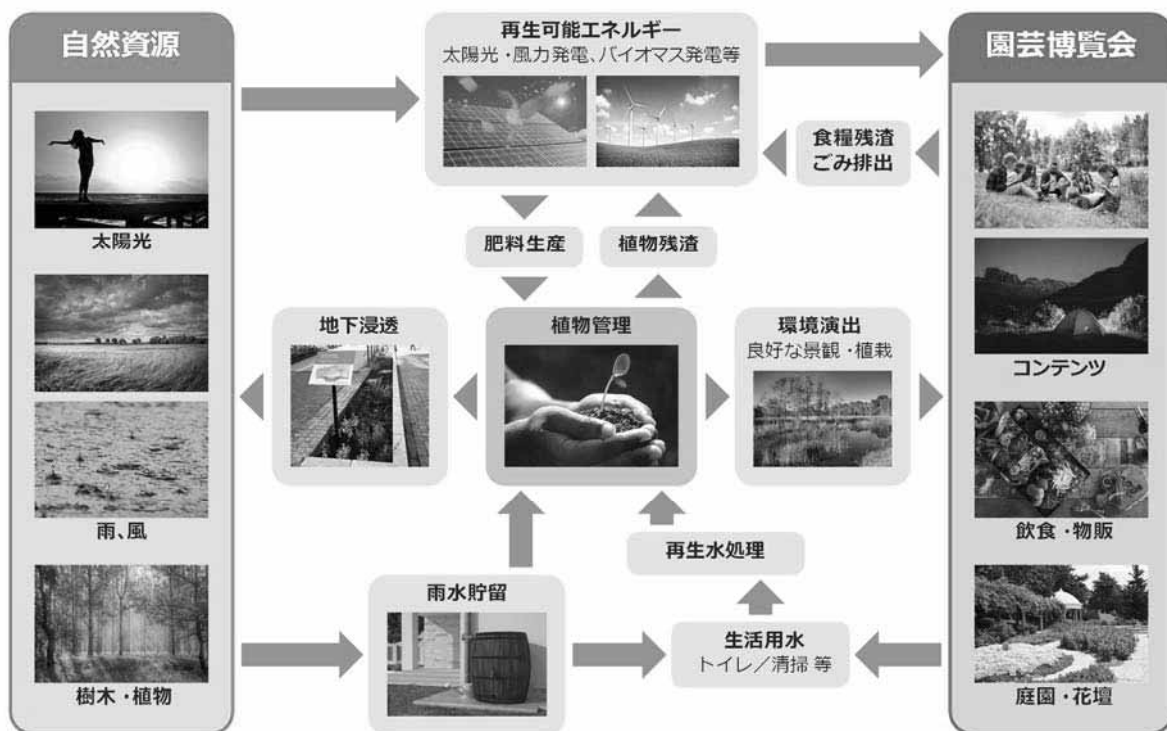 自然資源
太陽光
雨、風
樹木・植物
再生可能エネルギー
太陽光・風力発電、バイオマス発電等
食糧残渣
ごみ排出
肥料生産
植物残渣
地下浸透
植物管理
環境演出
良好な景観・植栽
再生水処理
雨水貯留
生活用水
トイレ／清掃 等
園芸博覧会
コンテンツ
飲食・物販
庭園・花壇